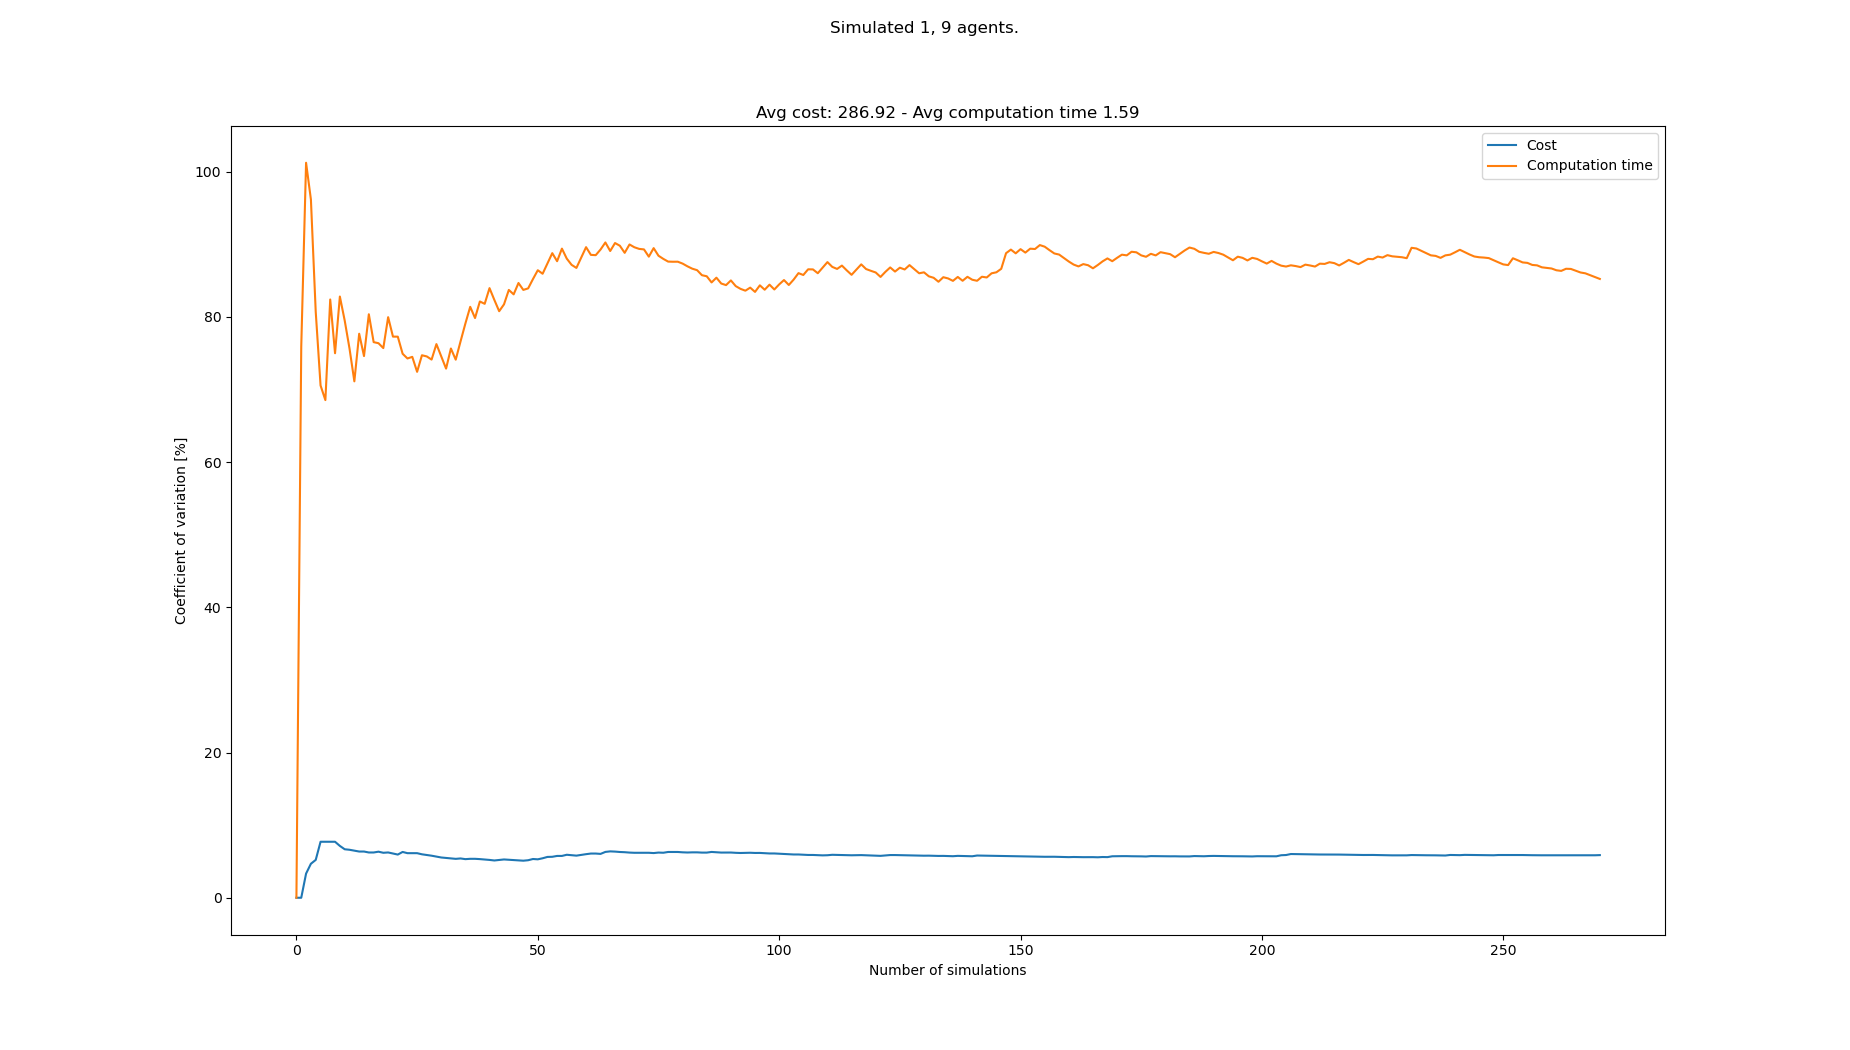 Simulated 1, 9 agents.
Avg cost: 286.92 - Avg computation time 1.59
Cost
Computation time
100
80
60
40
20
0
Coefficient of variation [%]
0 50 100 150 200 250
Number of simulations